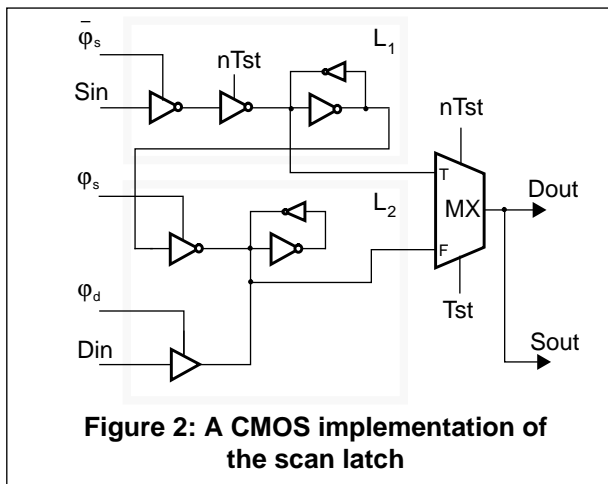 φ̄s
nTst
L1
Sin
nTst
T
φs
L2
MX
Dout
F
φd
Tst
Din
Sout
Figure 2: A CMOS implementation of
the scan latch